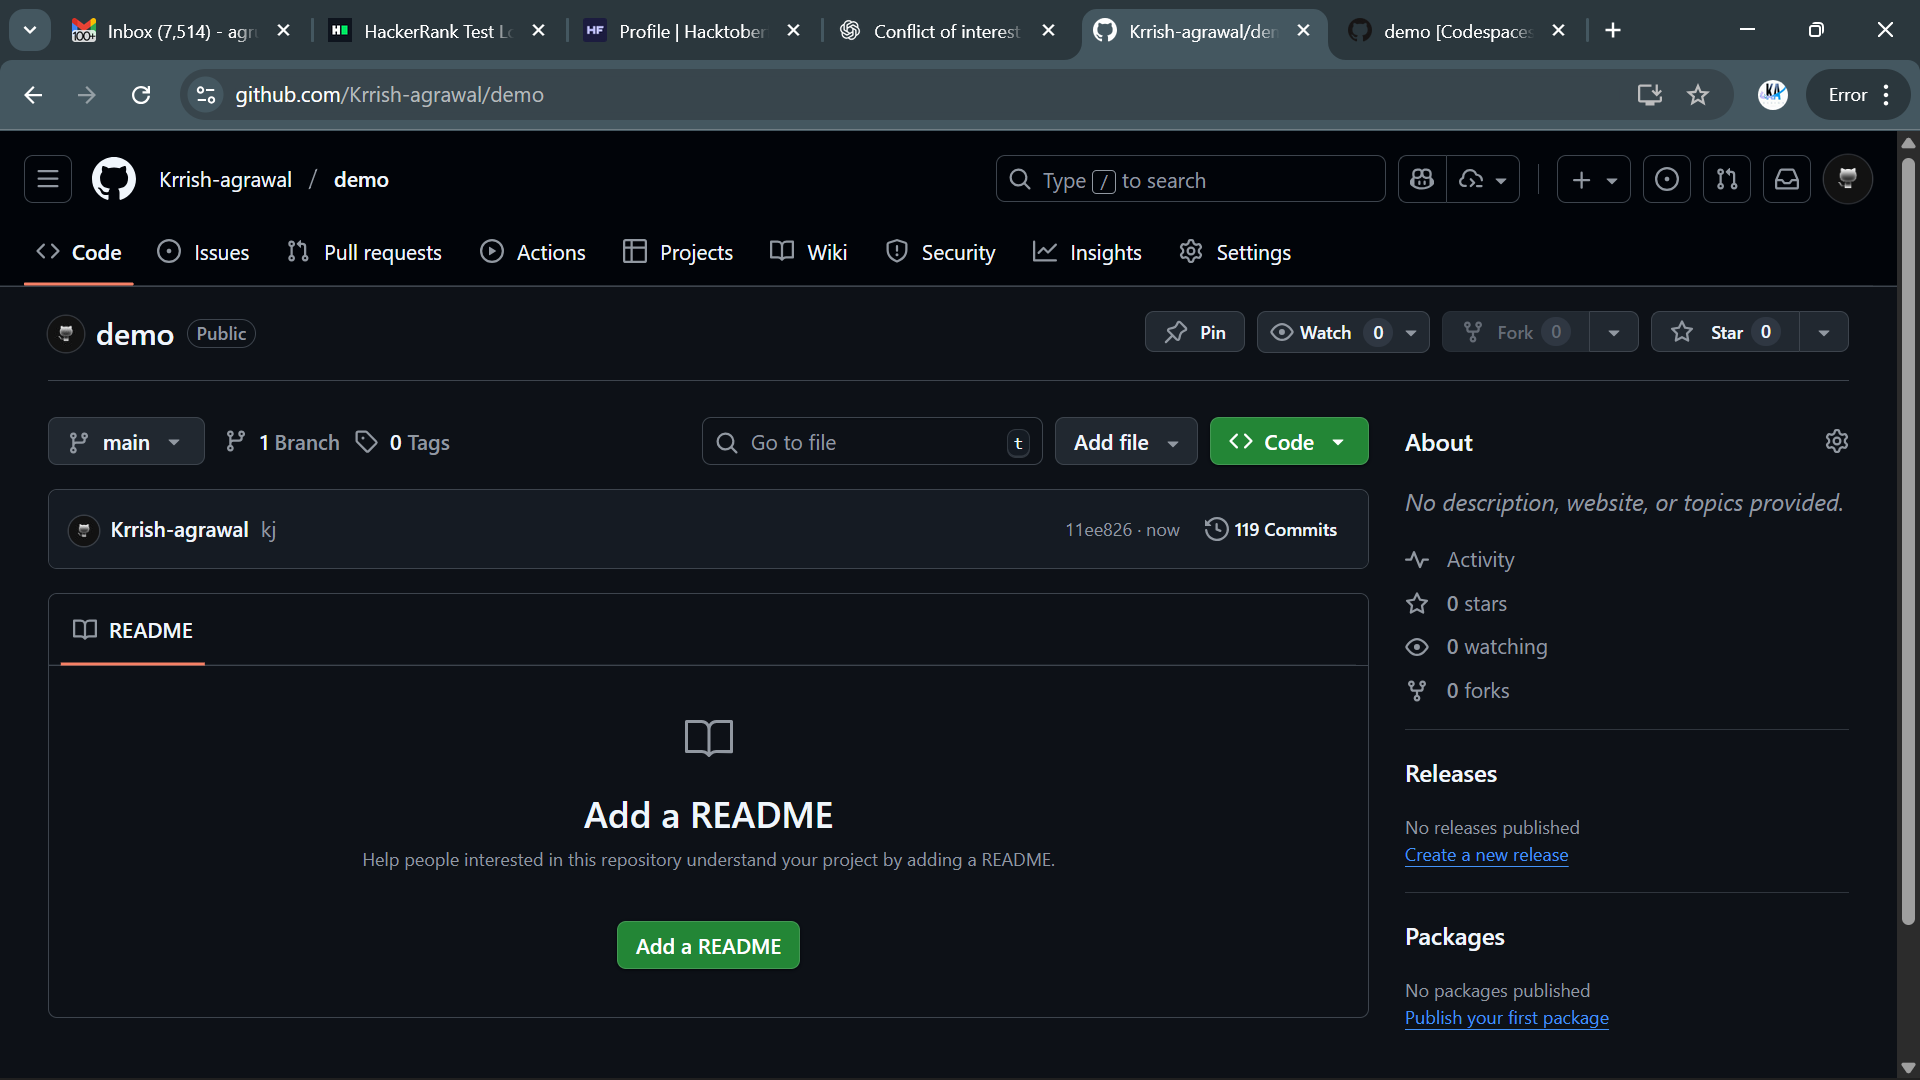 Inbox (7,514) - agr
HackerRank Test Lo
Profile | Hacktober
Conflict of interest
Krrish-agrawal/den
demo [Codespaces
github.com/Krrish-agrawal/demo
Error
Krrish-agrawal / demo
Type / to search
Code
Issues
Pull requests
Actions
Projects
Wiki
Security
Insights
Settings
demo Public
Pin
Watch 0
Fork 0
Star 0
main
1 Branch
0 Tags
Go to file t
Add file
Code
Krrish-agrawal kj
11ee826 · now
119 Commits
README
Add a README
Help people interested in this repository understand your project by adding a README.
Add a README
About
No description, website, or topics provided.
Activity
0 stars
0 watching
0 forks
Releases
No releases published
Create a new release
Packages
No packages published
Publish your first package